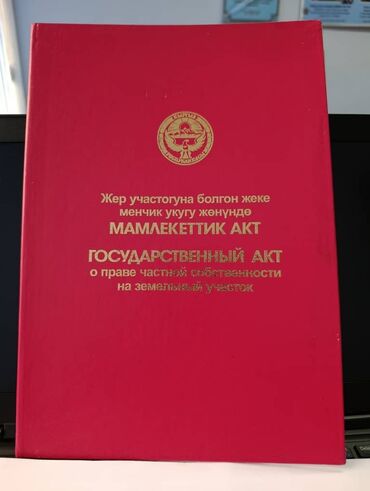 Жер участогуна болгон жеке
менчик укугу жөнүндө
МАМЛЕКЕТТИК АКТ
ГОСУДАРСТВЕННЫЙ АКТ
о праве частной собственности
на земельный участок